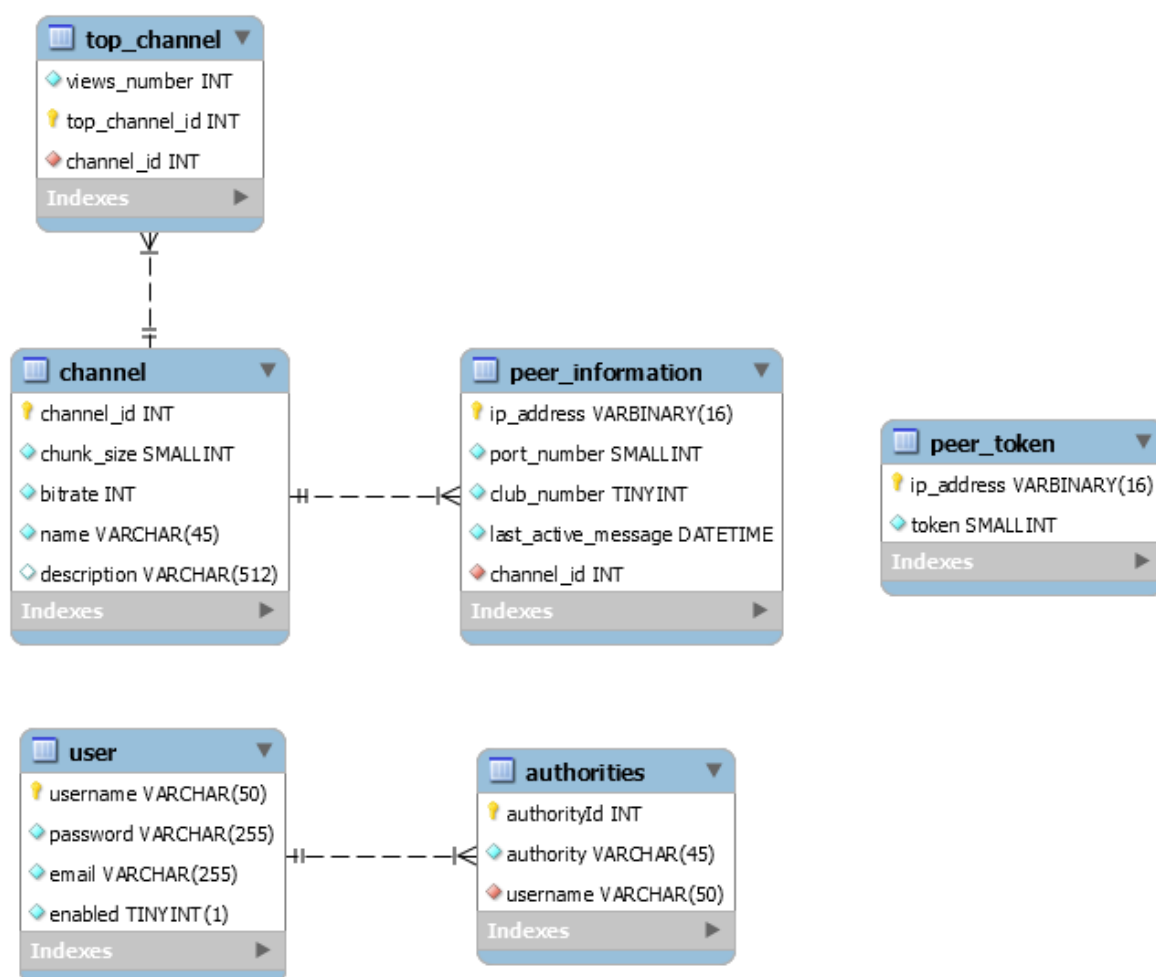 top_channel
views_number INT
top_channel_id INT
channel_id INT
Indexes
channel
channel_id INT
chunk_size SMALLINT
bitrate INT
name VARCHAR(45)
description VARCHAR(512)
Indexes
peer_information
ip_address VARBINARY(16)
port_number SMALLINT
club_number TINYINT
last_active_message DATETIME
channel_id INT
Indexes
peer_token
ip_address VARBINARY(16)
token SMALLINT
Indexes
user
username VARCHAR(50)
password VARCHAR(255)
email VARCHAR(255)
enabled TINYINT(1)
Indexes
authorities
authorityId INT
authority VARCHAR(45)
username VARCHAR(50)
Indexes